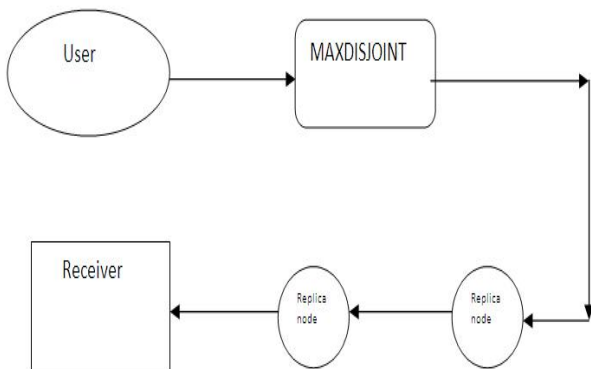 User
MAXDISJOINT
Receiver
Replica
node
Replica
node